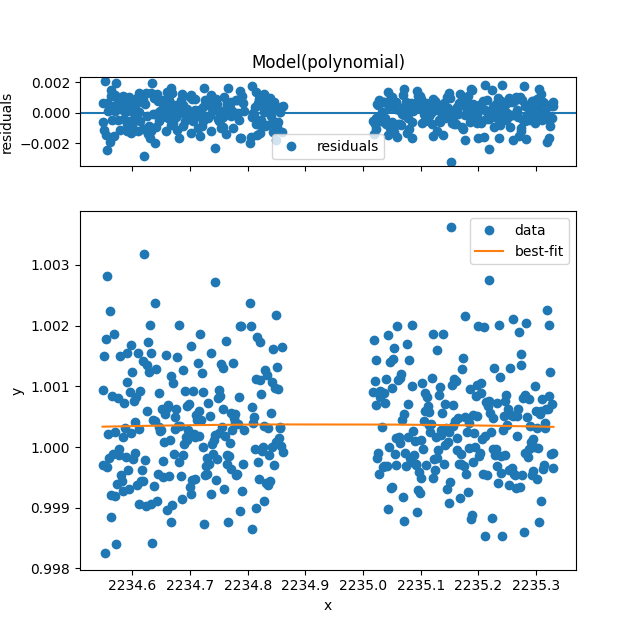 Model(polynomial)
0.002
0.000
−0.002
residuals
residuals
1.003
1.002
1.001
1.000
0.999
0.998
y
data
best-fit
2234.6 2234.7 2234.8 2234.9 2235.0 2235.1 2235.2 2235.3
x